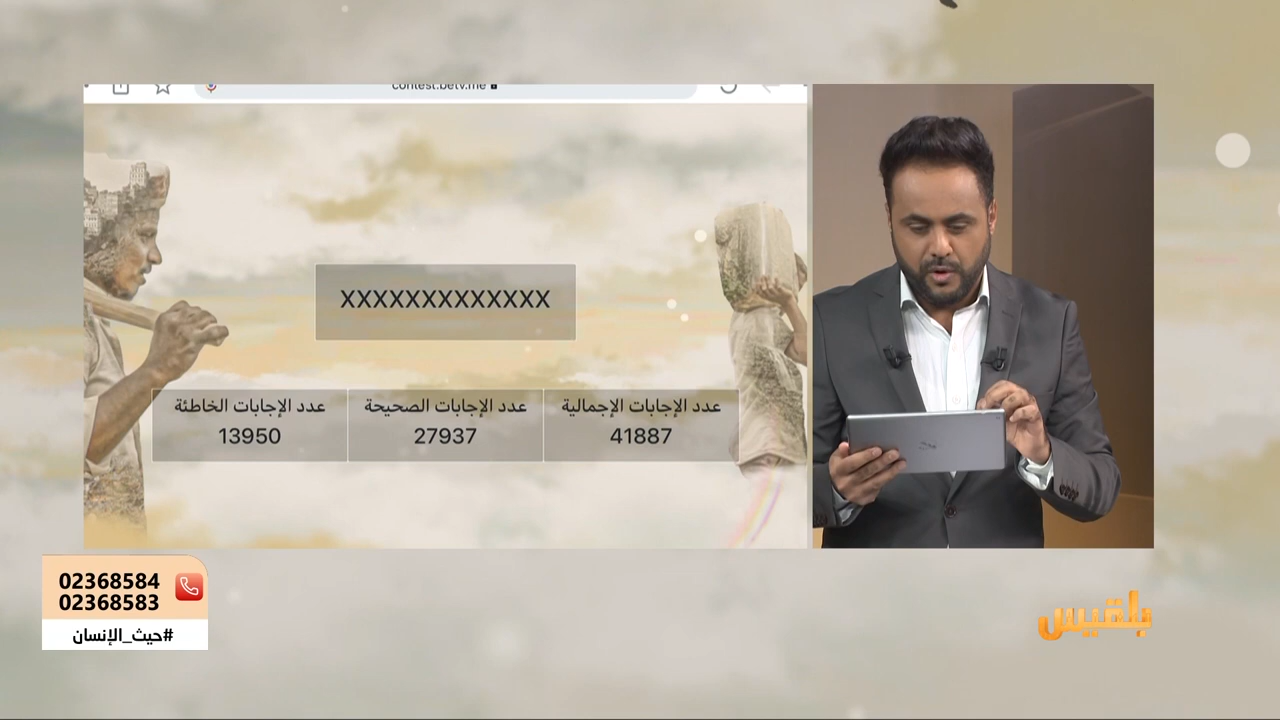 contest.betv.me
XXXXXXXXXXXXX
عدد الإجابات الإجمالية
41887
عدد الإجابات الصحيحة
27937
عدد الإجابات الخاطئة
13950
02368584
02368583
#حيث_الإنسان
بلقيس